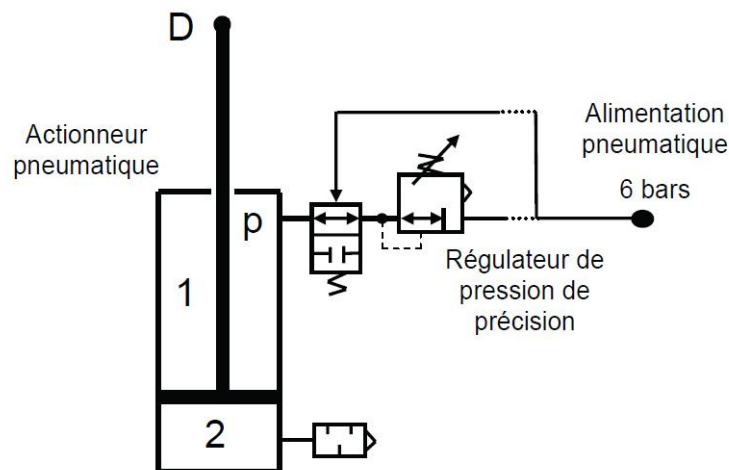 D
Actionneur
pneumatique
Alimentation
pneumatique
6 bars
p
Régulateur de
pression de
précision
1
2